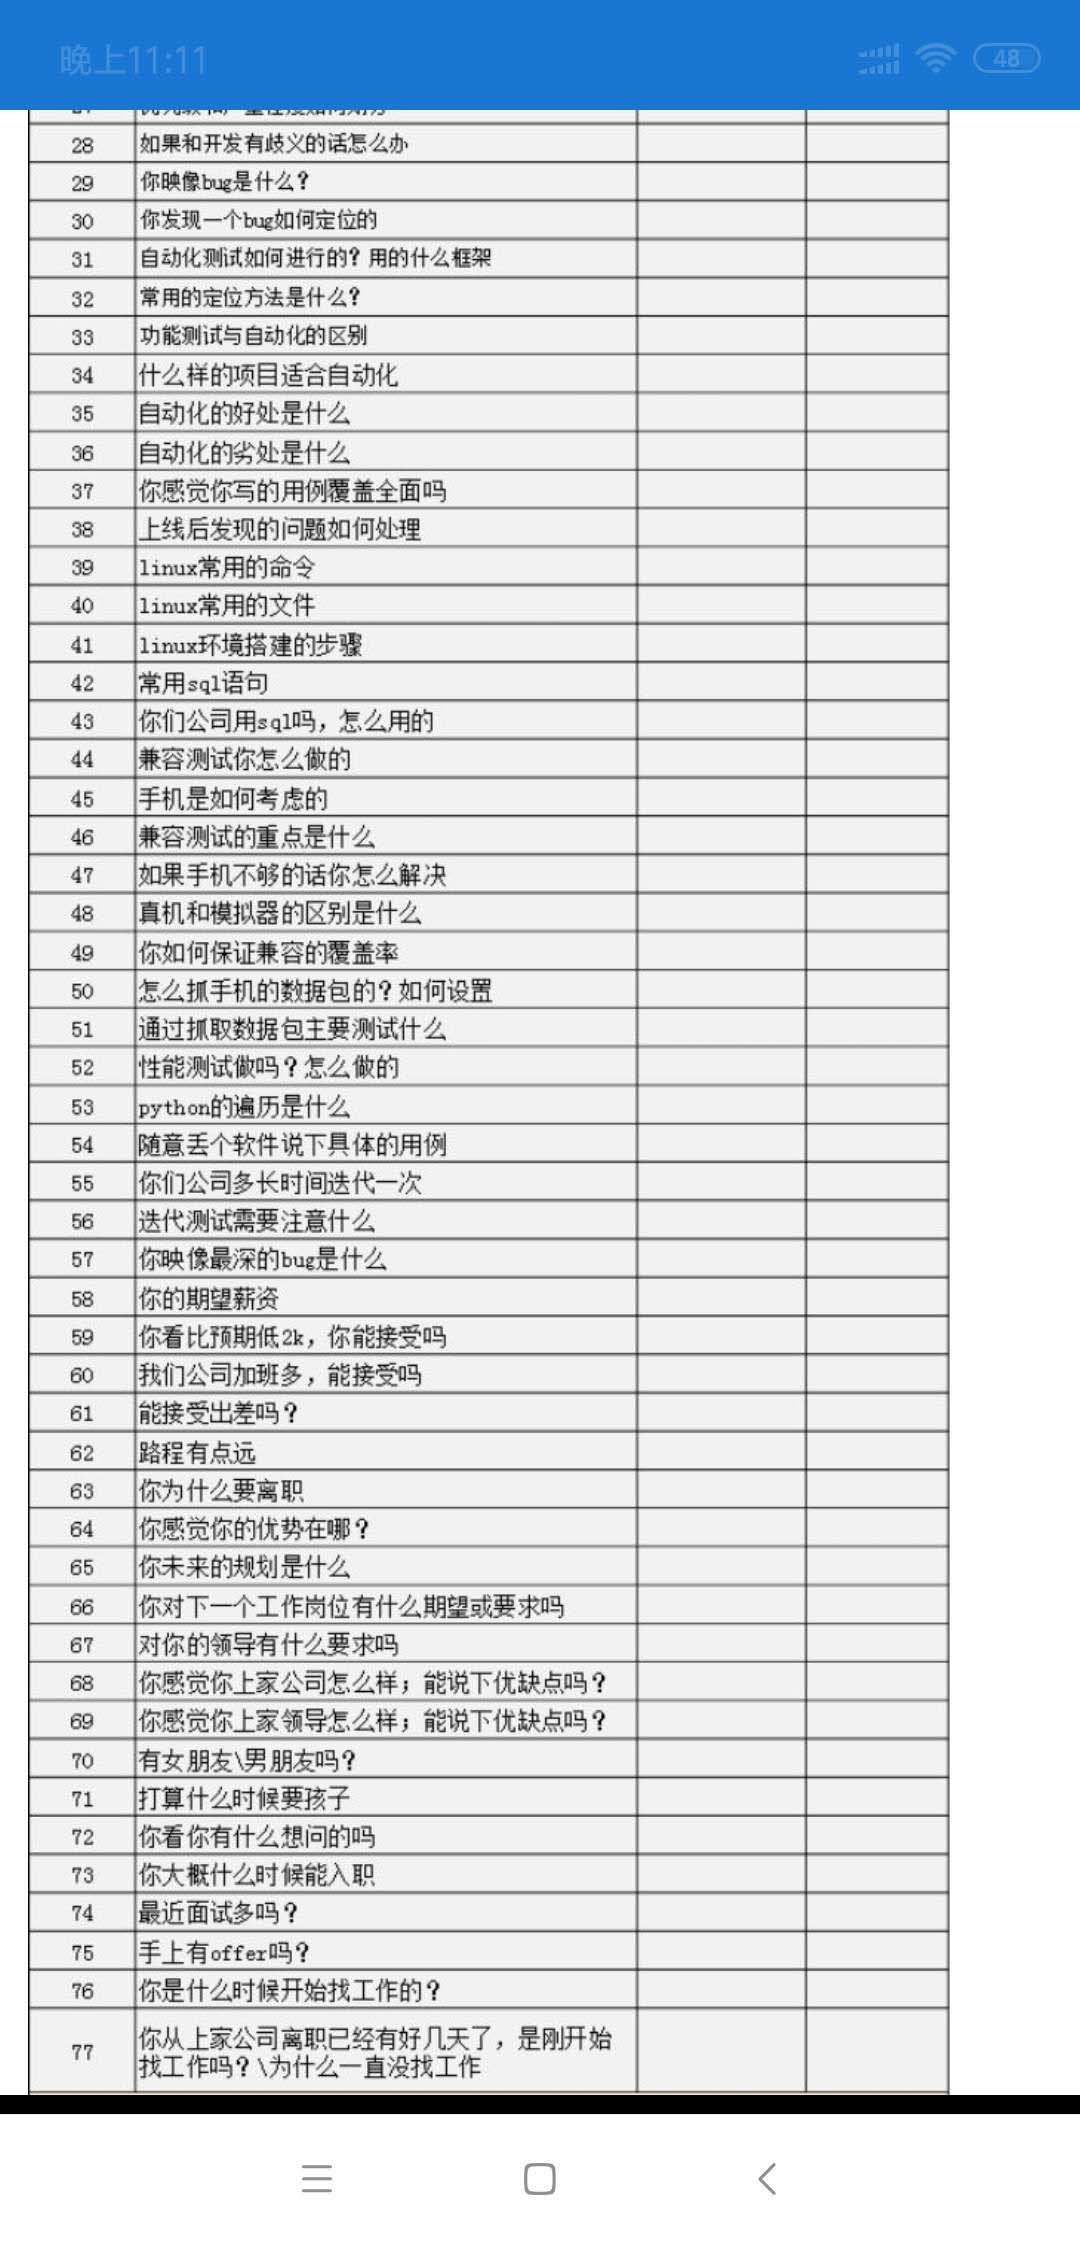 晚上11:11
48
28 如果和开发有歧义的话怎么办
29 你映像bug是什么？
30 你发现一个bug如何定位的
31 自动化测试如何进行的？用的什么框架
32 常用的定位方法是什么？
33 功能测试与自动化的区别
34 什么样的项目适合自动化
35 自动化的好处是什么
36 自动化的劣处是什么
37 你感觉你写的用例覆盖全面吗
38 上线后发现的问题如何处理
39 linux常用的命令
40 linux常用的文件
41 linux环境搭建的步骤
42 常用sql语句
43 你们公司用sql吗，怎么用的
44 兼容测试你怎么做的
45 手机是如何考虑的
46 兼容测试的重点是什么
47 如果手机不够的话你怎么解决
48 真机和模拟器的区别是什么
49 你如何保证兼容的覆盖率
50 怎么抓手机的数据包的？如何设置
51 通过抓取数据包主要测试什么
52 性能测试做吗？怎么做的
53 python的遍历是什么
54 随意丢个软件说下具体的用例
55 你们公司多长时间迭代一次
56 迭代测试需要注意什么
57 你映像最深的bug是什么
58 你的期望薪资
59 你看比预期低2k，你能接受吗
60 我们公司加班多，能接受吗
61 能接受出差吗？
62 路程有点远
63 你为什么要离职
64 你感觉你的优势在哪？
65 你未来的规划是什么
66 你对下一个工作岗位有什么期望或要求吗
67 对你的领导有什么要求吗
68 你感觉你上家公司怎么样；能说下优缺点吗？
69 你感觉你上家领导怎么样；能说下优缺点吗？
70 有女朋友\男朋友吗？
71 打算什么时候要孩子
72 你看你有什么想问的吗
73 你大概什么时候能入职
74 最近面试多吗？
75 手上有offer吗？
76 你是什么时候开始找工作的？
77 你从上家公司离职已经有好几天了，是刚开始
找工作吗？\为什么一直没找工作